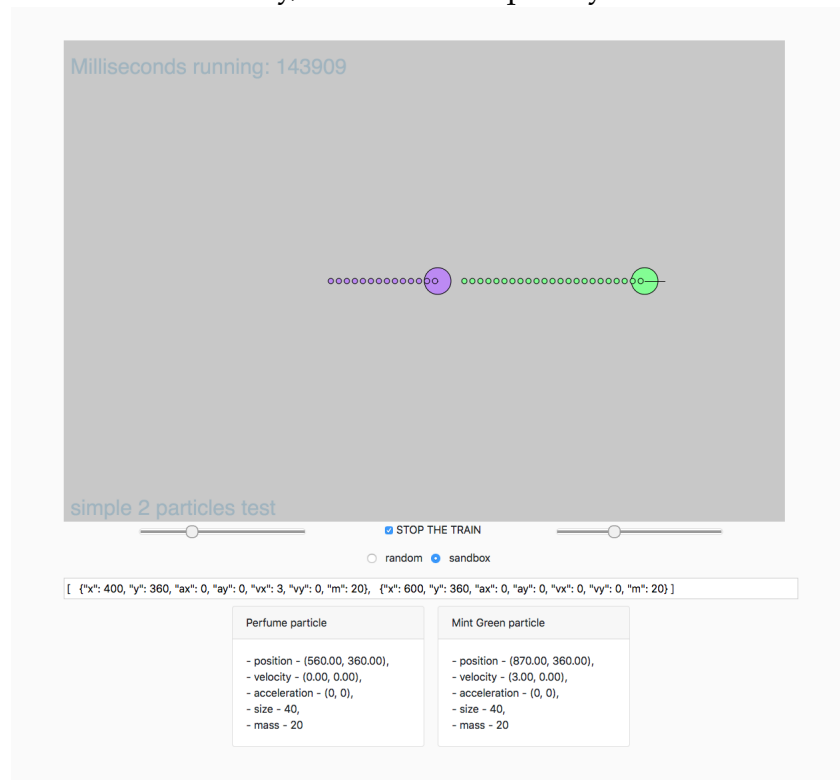 Milliseconds running: 143909
simple 2 particles test
STOP THE TRAIN
random sandbox
[ {"x": 400, "y": 360, "ax": 0, "ay": 0, "vx": 3, "vy": 0, "m": 20}, {"x": 600, "y": 360, "ax": 0, "ay": 0, "vx": 0, "vy": 0, "m": 20} ]
Perfume particle
- position - (560.00, 360.00),
- velocity - (0.00, 0.00),
- acceleration - (0, 0),
- size - 40,
- mass - 20
Mint Green particle
- position - (870.00, 360.00),
- velocity - (3.00, 0.00),
- acceleration - (0, 0),
- size - 40,
- mass - 20